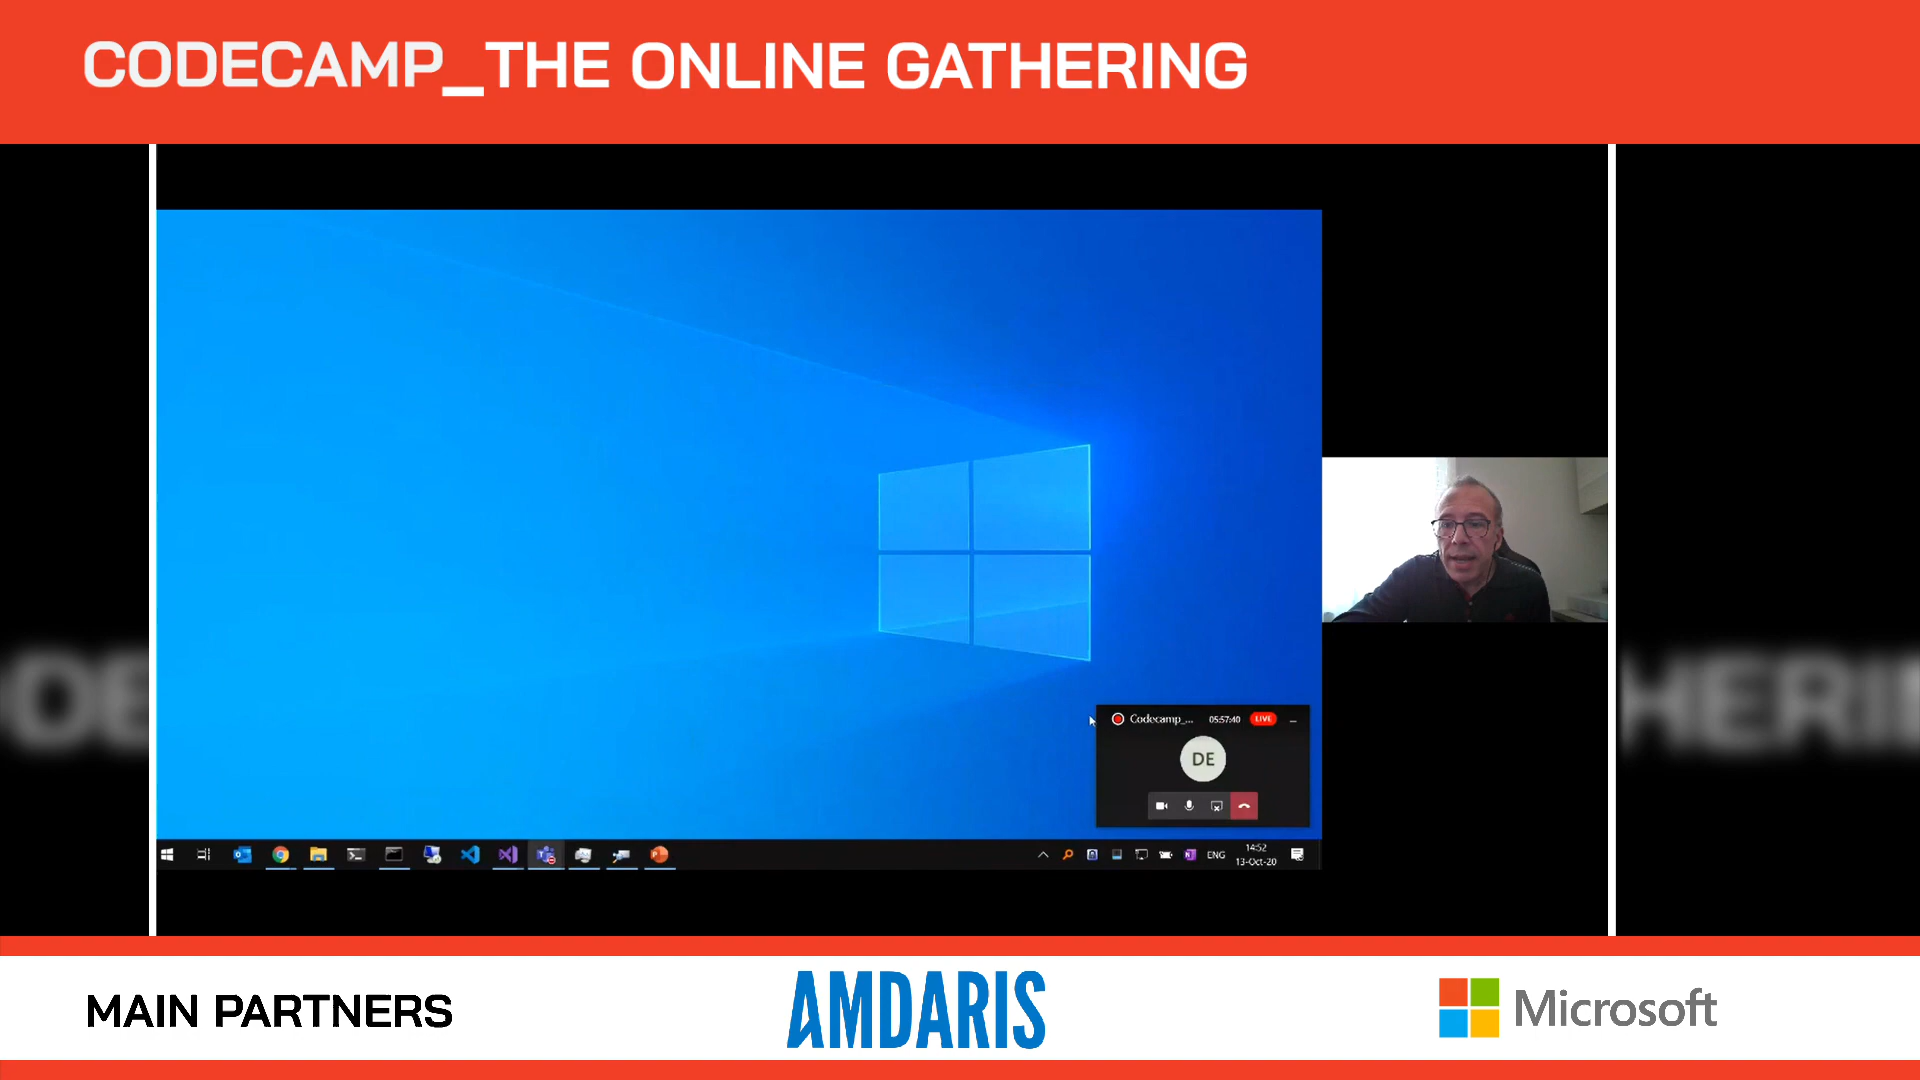 CODECAMP_THE ONLINE GATHERING
Codecamp_... 05:57:40 LIVE
DE
ENG
14:52
13-Oct-20
MAIN PARTNERS
AMDARIS
Microsoft